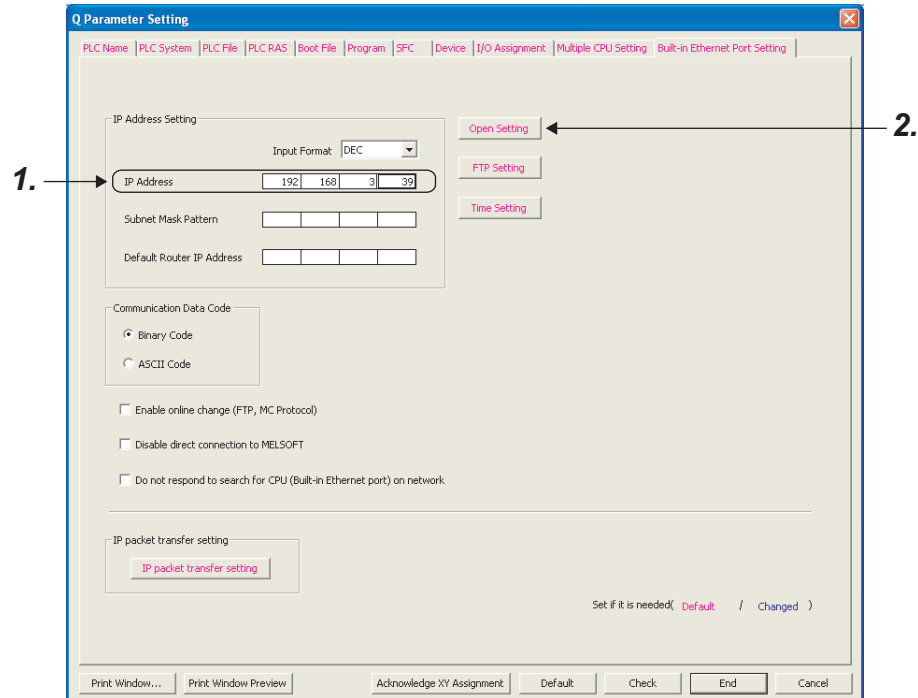 Q Parameter Setting
PLC Name PLC System PLC File PLC RAS Boot File Program SFC Device I/O Assignment Multiple CPU Setting Built-in Ethernet Port Setting
IP Address Setting
Open Setting
2.
Input Format DEC
FTP Setting
1.
IP Address 192 168 3 39
Time Setting
Subnet Mask Pattern
Default Router IP Address
Communication Data Code
Binary Code
ASCII Code
Enable online change (FTP, MC Protocol)
Disable direct connection to MELSOFT
Do not respond to search for CPU (Built-in Ethernet port) on network
IP packet transfer setting
IP packet transfer setting
Set if it is needed( Default / Changed )
Print Window... Print Window Preview Acknowledge XY Assignment Default Check End Cancel